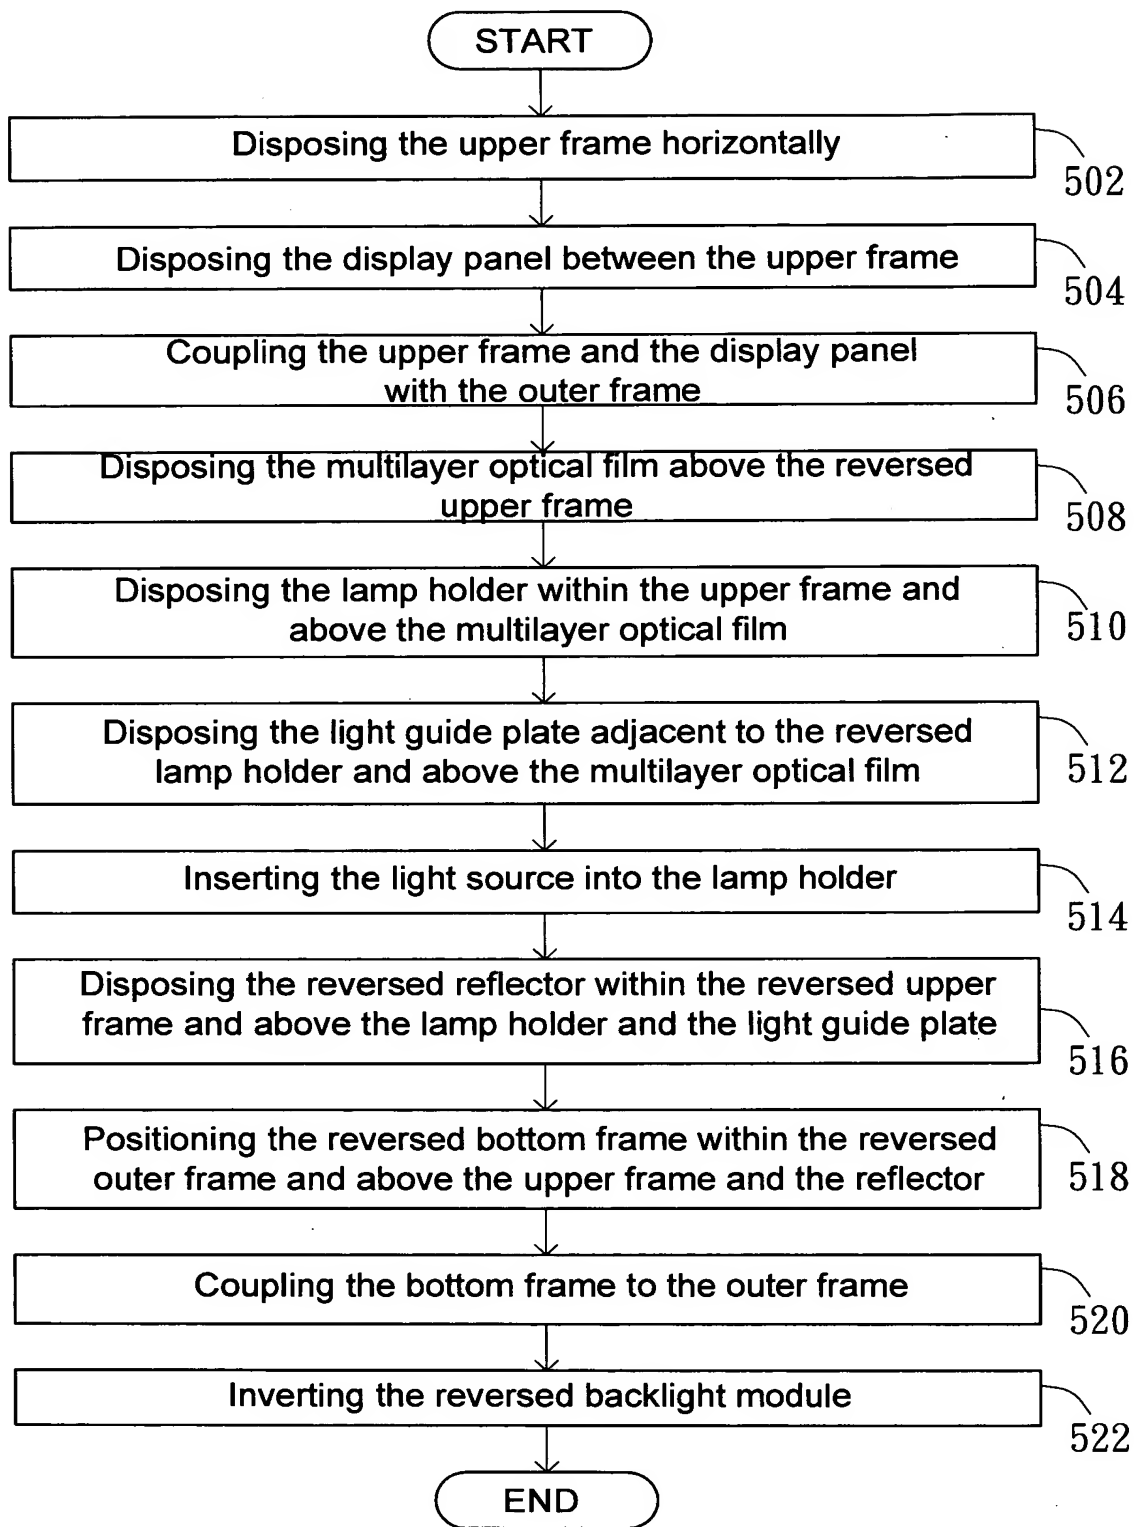 START
Disposing the upper frame horizontally
502
Disposing the display panel between the upper frame
504
Coupling the upper frame and the display panel
with the outer frame
506
Disposing the multilayer optical film above the reversed
upper frame
508
Disposing the lamp holder within the upper frame and
above the multilayer optical film
510
Disposing the light guide plate adjacent to the reversed
lamp holder and above the multilayer optical film
512
Inserting the light source into the lamp holder
514
Disposing the reversed reflector within the reversed upper
frame and above the lamp holder and the light guide plate
516
Positioning the reversed bottom frame within the reversed
outer frame and above the upper frame and the reflector
518
Coupling the bottom frame to the outer frame
520
Inverting the reversed backlight module
522
END